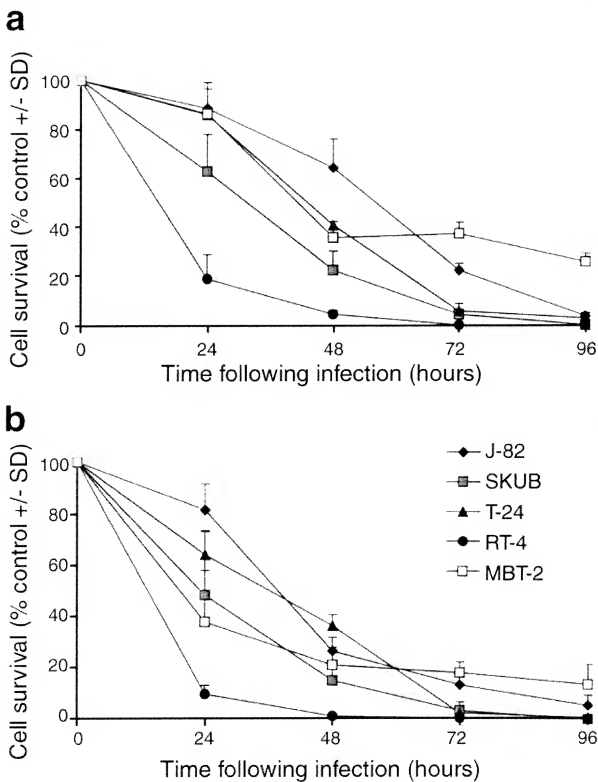 a
Cell survival (% control +/- SD)
100
80
60
40
20
0
0 24 48 72 96
Time following infection (hours)
b
Cell survival (% control +/- SD)
100
80
60
40
20
0
J-82
SKUB
T-24
RT-4
MBT-2
0 24 48 72 96
Time following infection (hours)